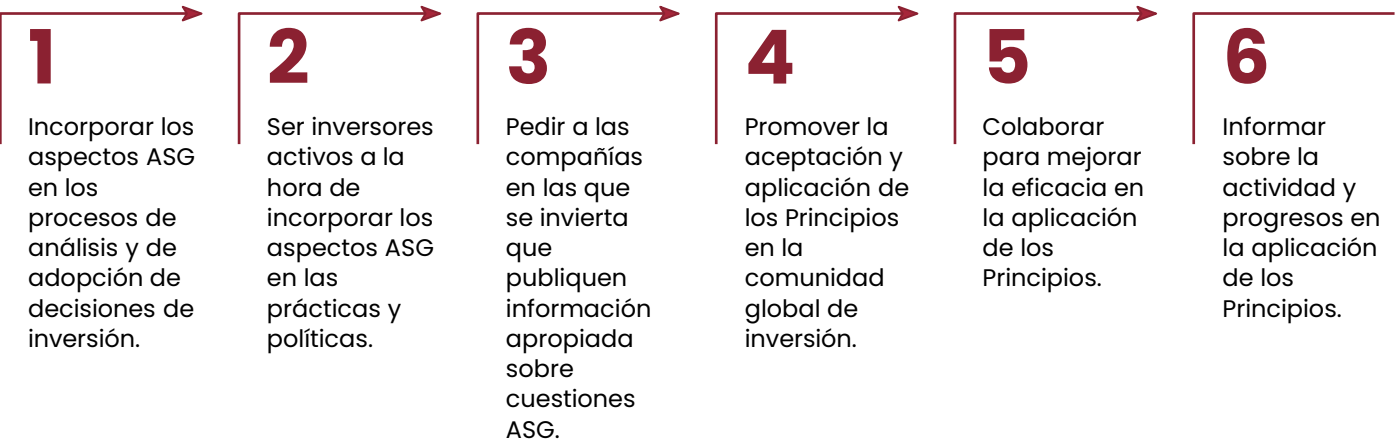 1
Incorporar los
aspectos ASG
en los
procesos de
análisis y de
adopción de
decisiones de
inversión.
2
Ser inversores
activos a la
hora de
incorporar los
aspectos ASG
en las
prácticas y
políticas.
3
Pedir a las
compañías
en las que
se invierta
que
publiquen
información
apropiada
sobre
cuestiones
ASG.
4
Promover la
aceptación y
aplicación de
los Principios
en la
comunidad
global de
inversión.
5
Colaborar
para mejorar
la eficacia en
la aplicación
de los
Principios.
6
Informar
sobre la
actividad y
progresos en
la aplicación
de los
Principios.